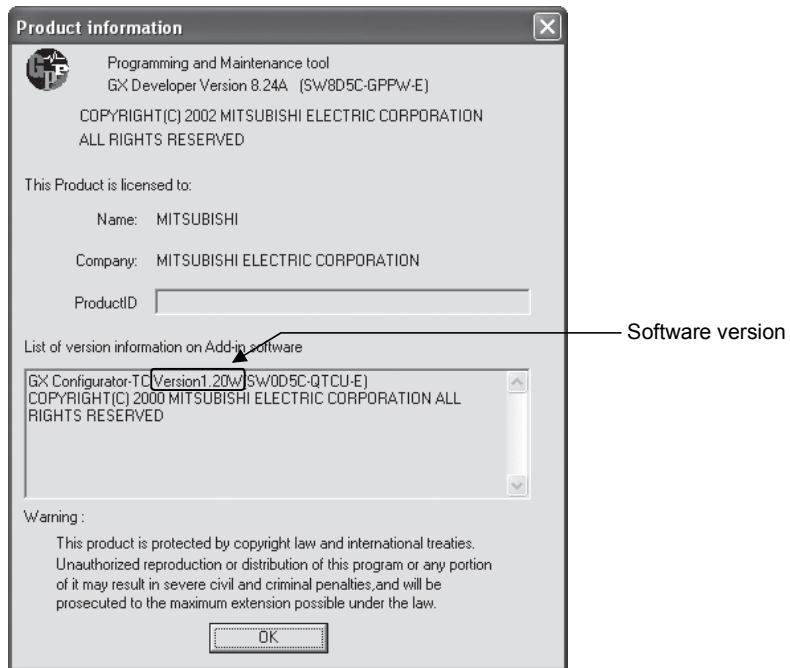 Product information
GPP
Programming and Maintenance tool
GX Developer Version 8.24A (SW8D5C-GPPW-E)
COPYRIGHT(C) 2002 MITSUBISHI ELECTRIC CORPORATION
ALL RIGHTS RESERVED
This Product is licensed to:
Name: MITSUBISHI
Company: MITSUBISHI ELECTRIC CORPORATION
ProductID
Software version
List of version information on Add-in software
GX Configurator-TC Version1.20W(SW0D5C-QTCU-E)
COPYRIGHT(C) 2000 MITSUBISHI ELECTRIC CORPORATION ALL
RIGHTS RESERVED
Warning :
This product is protected by copyright law and international treaties.
Unauthorized reproduction or distribution of this program or any portion
of it may result in severe civil and criminal penalties,and will be
prosecuted to the maximum extension possible under the law.
OK